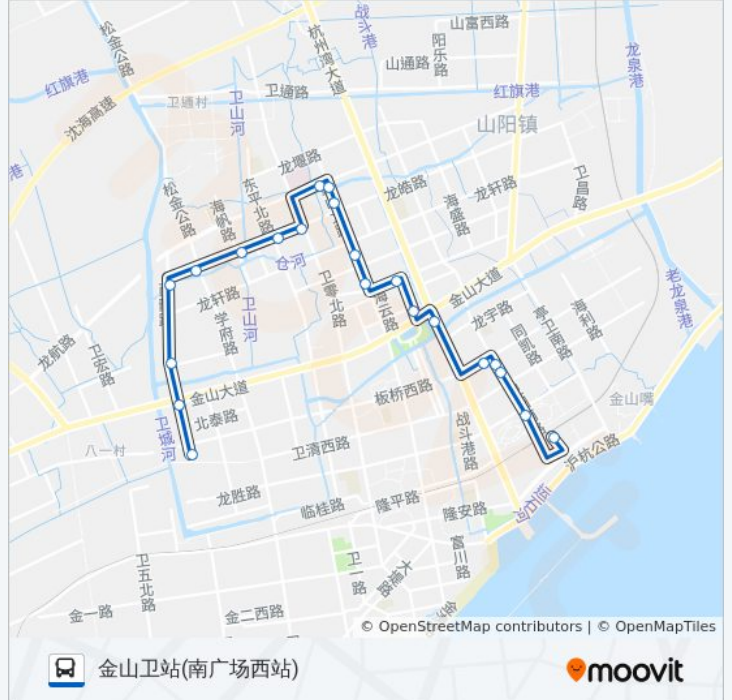 松金公路
杭州湾大道
战斗港
山富西路
阳乐路
山通路
龙泉港
红旗港
卫通村
卫山河
卫通路
红旗港
沈海高速
山阳镇
港
龙堰路
松金公路
海帆路
东平北路
龙皓路
海盛路
龙轩路
卫昌路
仓河
卫零北路
海云路
金山大道
老龙泉港
龙轩路
学府路
卫山河
龙宇路
同凯路
亭卫南路
海利路
龙航路
卫宏路
金山大道
北泰路
板桥西路
金山嘴
卫城河
八一村
卫清西路
战斗港路
沪杭公路
龙胜路
临桂路
隆平路
隆安路
卫五北路
卫一路
大堤路
富川路
金一路
金二西路
© OpenStreetMap contributors | © OpenMapTiles
金山卫站(南广场西站)
moovit